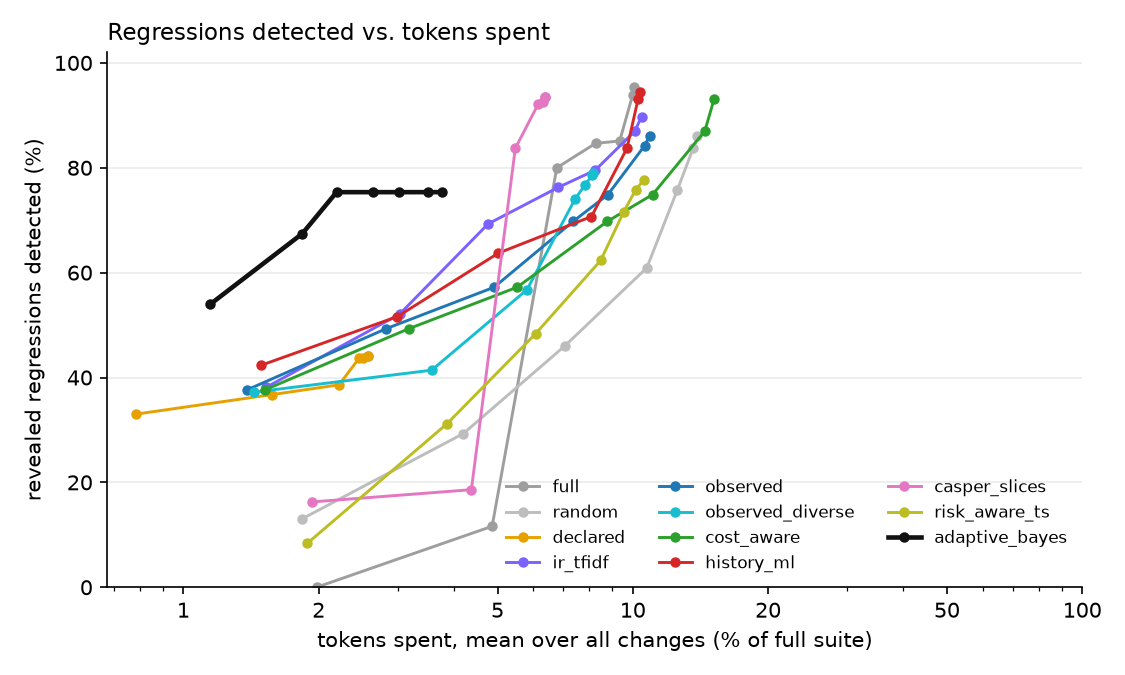 Regressions detected vs. tokens spent
revealed regressions detected (%)
100
80
60
40
20
0
full
random
declared
ir_tfidf
observed
observed_diverse
cost_aware
history_ml
casper_slices
risk_aware_ts
adaptive_bayes
1 2 5 10 20 50 100
tokens spent, mean over all changes (% of full suite)